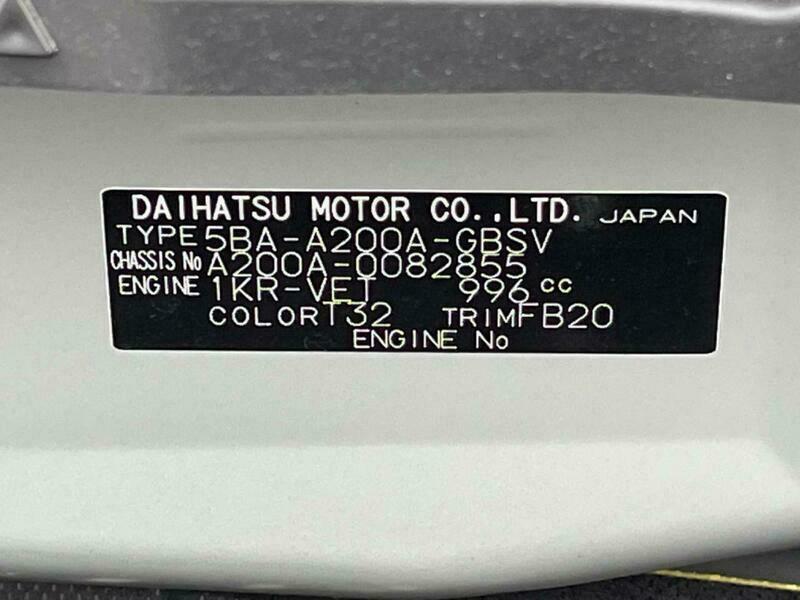 DAIHATSU MOTOR CO.,LTD. JAPAN
TYPE 5BA-A200A-GBSV
CHASSIS No A200A-0082855
ENGINE 1KR-VET 996 cc
COLOR T32 TRIM FB20
ENGINE No